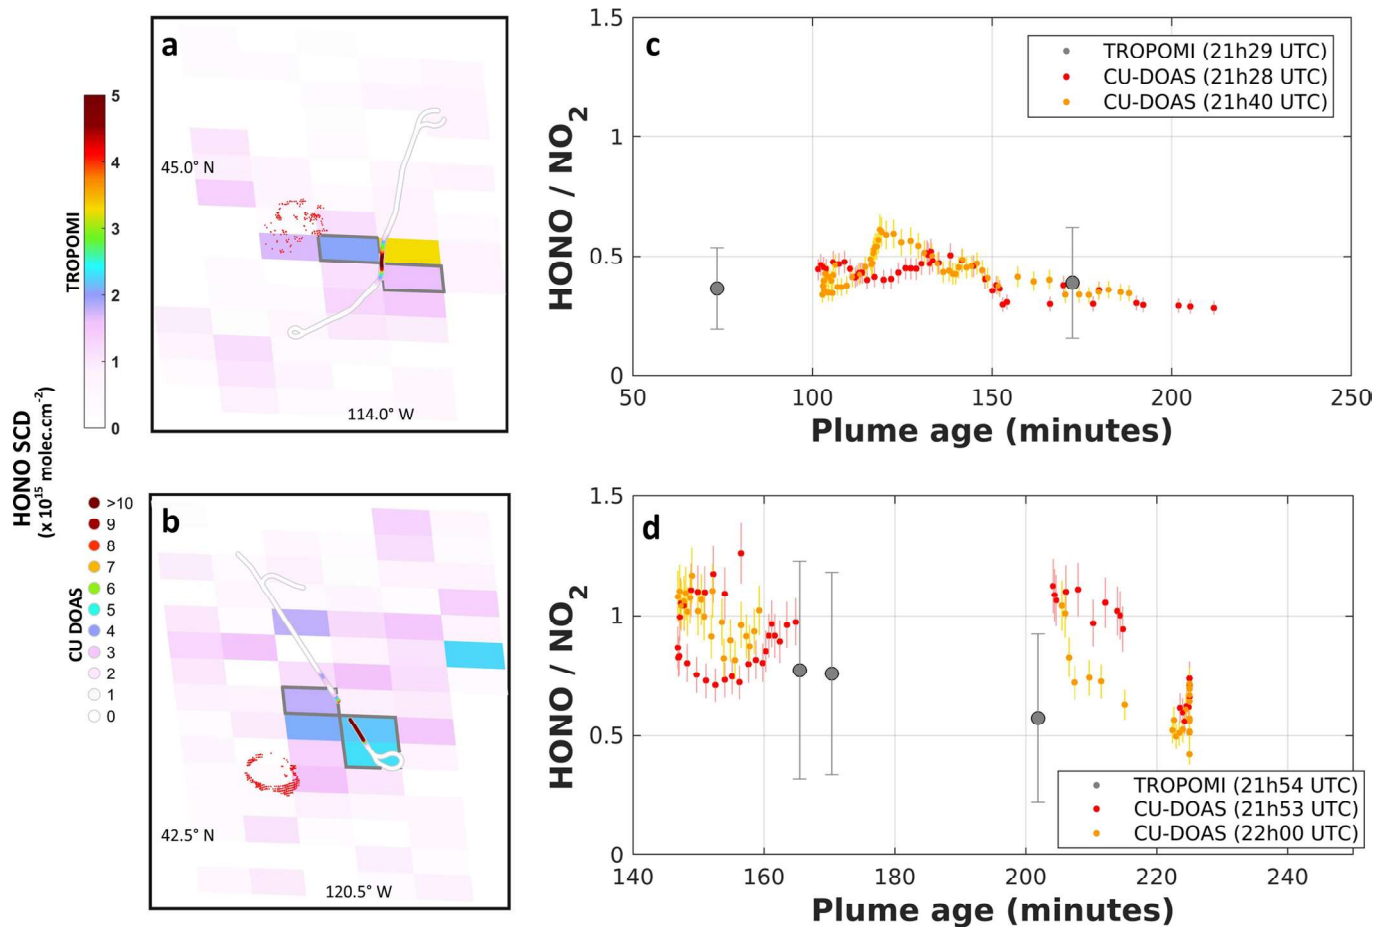 a
45.0° N
114.0° W
5
4
3
2
1
0
TROPOMI
HONO SCD
(x 10¹⁵ molec.cm⁻²)
CU DOAS
>10
9
8
7
6
5
4
3
2
1
0
b
42.5° N
120.5° W
c
1.5
1
0.5
0
HONO / NO₂
TROPOMI (21h29 UTC)
CU-DOAS (21h28 UTC)
CU-DOAS (21h40 UTC)
50 100 150 200 250
Plume age (minutes)
d
1.5
1
0.5
0
HONO / NO₂
TROPOMI (21h54 UTC)
CU-DOAS (21h53 UTC)
CU-DOAS (22h00 UTC)
140 160 180 200 220 240
Plume age (minutes)